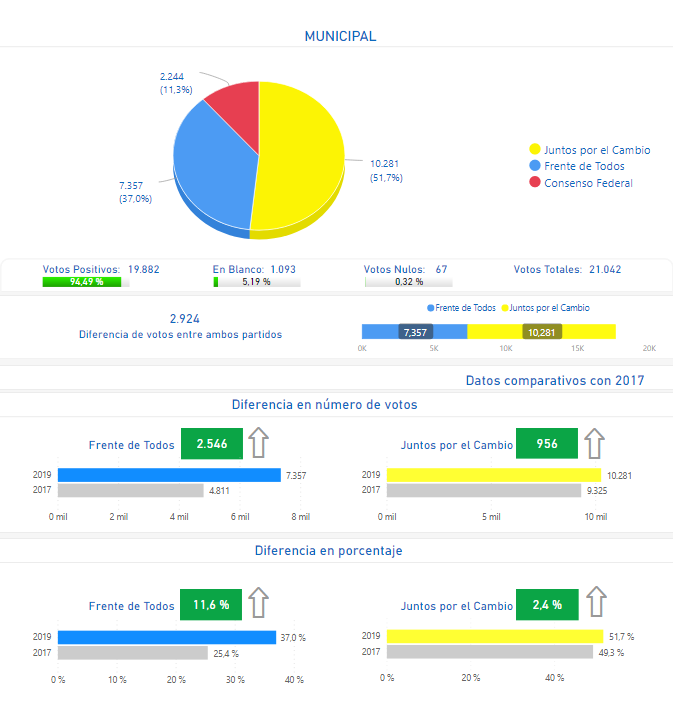 MUNICIPAL
2.244
(11,3%)
7.357
(37,0%)
10.281
(51,7%)
Juntos por el Cambio
Frente de Todos
Consenso Federal
Votos Positivos: 19.882
94,49 %
En Blanco: 1.093
5,19 %
Votos Nulos: 67
0,32 %
Votos Totales: 21.042
2.924
Diferencia de votos entre ambos partidos
Frente de Todos Juntos por el Cambio
7,357 10,281
0K 5K 10K 15K 20K
Datos comparativos con 2017
Diferencia en número de votos
Frente de Todos 2.546
2019 7.357
2017 4.811
0 mil 2 mil 4 mil 6 mil 8 mil
Juntos por el Cambio 956
2019 10.281
2017 9.325
0 mil 5 mil 10 mil
Diferencia en porcentaje
Frente de Todos 11,6 %
2019 37,0 %
2017 25,4 %
0 % 10 % 20 % 30 % 40 %
Juntos por el Cambio 2,4 %
2019 51,7 %
2017 49,3 %
0 % 20 % 40 %